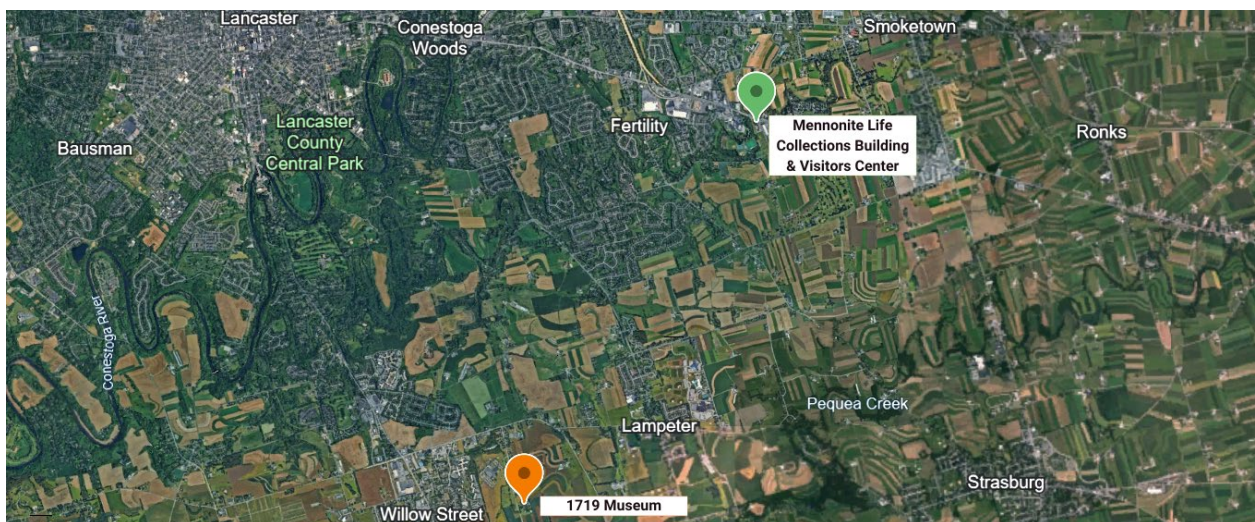 Lancaster
Conestoga
Woods
Smoketown
Lancaster
County
Central Park
Fertility
Mennonite Life
Collections Building
& Visitors Center
Ronks
Bausman
Conestoga River
Pequea Creek
Lampeter
Strasburg
1719 Museum
Willow Street